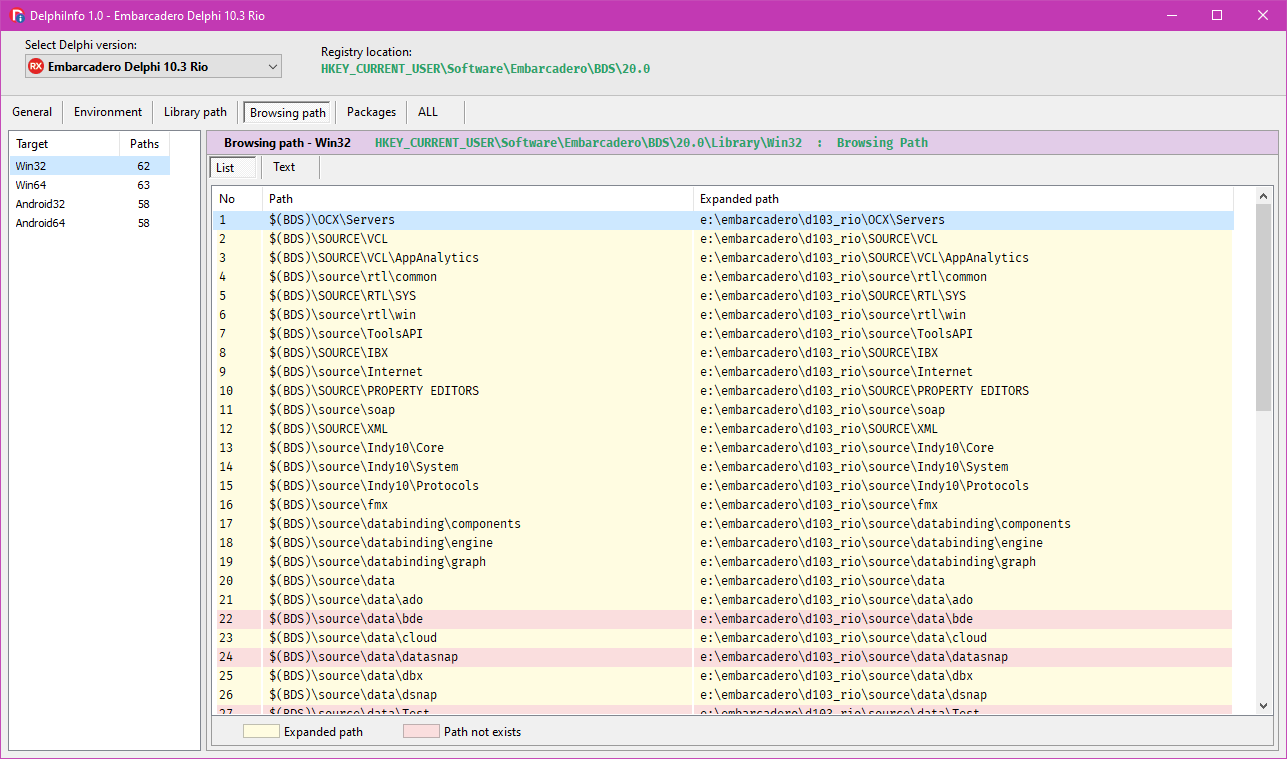 DelphiInfo 1.0 - Embarcadero Delphi 10.3 Rio
Select Delphi version:
RX Embarcadero Delphi 10.3 Rio
Registry location:
HKEY_CURRENT_USER\Software\Embarcadero\BDS\20.0
General Environment Library path Browsing path Packages ALL
Target Paths
Win32 62
Win64 63
Android32 58
Android64 58
Browsing path - Win32 HKEY_CURRENT_USER\Software\Embarcadero\BDS\20.0\Library\Win32 : Browsing Path
List Text
No Path Expanded path
1 $(BDS)\OCX\Servers e:\embarcadero\d103_rio\OCX\Servers
2 $(BDS)\SOURCE\VCL e:\embarcadero\d103_rio\SOURCE\VCL
3 $(BDS)\SOURCE\VCL\AppAnalytics e:\embarcadero\d103_rio\SOURCE\VCL\AppAnalytics
4 $(BDS)\source\rtl\common e:\embarcadero\d103_rio\source\rtl\common
5 $(BDS)\SOURCE\RTL\SYS e:\embarcadero\d103_rio\SOURCE\RTL\SYS
6 $(BDS)\source\rtl\win e:\embarcadero\d103_rio\source\rtl\win
7 $(BDS)\source\ToolsAPI e:\embarcadero\d103_rio\source\ToolsAPI
8 $(BDS)\SOURCE\IBX e:\embarcadero\d103_rio\SOURCE\IBX
9 $(BDS)\source\Internet e:\embarcadero\d103_rio\source\Internet
10 $(BDS)\SOURCE\PROPERTY EDITORS e:\embarcadero\d103_rio\SOURCE\PROPERTY EDITORS
11 $(BDS)\source\soap e:\embarcadero\d103_rio\source\soap
12 $(BDS)\SOURCE\XML e:\embarcadero\d103_rio\SOURCE\XML
13 $(BDS)\source\Indy10\Core e:\embarcadero\d103_rio\source\Indy10\Core
14 $(BDS)\source\Indy10\System e:\embarcadero\d103_rio\source\Indy10\System
15 $(BDS)\source\Indy10\Protocols e:\embarcadero\d103_rio\source\Indy10\Protocols
16 $(BDS)\source\fmx e:\embarcadero\d103_rio\source\fmx
17 $(BDS)\source\databinding\components e:\embarcadero\d103_rio\source\databinding\components
18 $(BDS)\source\databinding\engine e:\embarcadero\d103_rio\source\databinding\engine
19 $(BDS)\source\databinding\graph e:\embarcadero\d103_rio\source\databinding\graph
20 $(BDS)\source\data e:\embarcadero\d103_rio\source\data
21 $(BDS)\source\data\ado e:\embarcadero\d103_rio\source\data\ado
22 $(BDS)\source\data\bde e:\embarcadero\d103_rio\source\data\bde
23 $(BDS)\source\data\cloud e:\embarcadero\d103_rio\source\data\cloud
24 $(BDS)\source\data\datasnap e:\embarcadero\d103_rio\source\data\datasnap
25 $(BDS)\source\data\dbx e:\embarcadero\d103_rio\source\data\dbx
26 $(BDS)\source\data\dsnap e:\embarcadero\d103_rio\source\data\dsnap
27 $(BDS)\source\data\Test e:\embarcadero\d103_rio\source\data\Test
Expanded path Path not exists